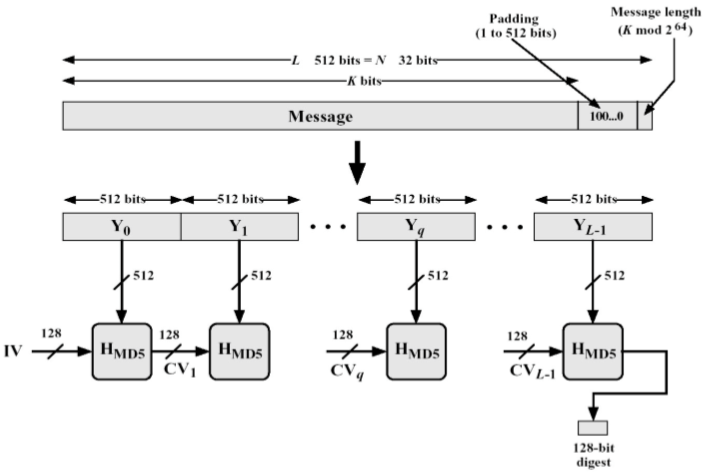 Padding
(1 to 512 bits)
Message length
(K mod 2^64)
L 512 bits = N 32 bits
K bits
Message
100...0
512 bits 512 bits 512 bits 512 bits
Y0 Y1 • • • Yq • • • YL-1
512 512 512 512
128 128 128 128
IV HMD5 HMD5 HMD5 HMD5
CV1 CVq CVL-1
128-bit
digest